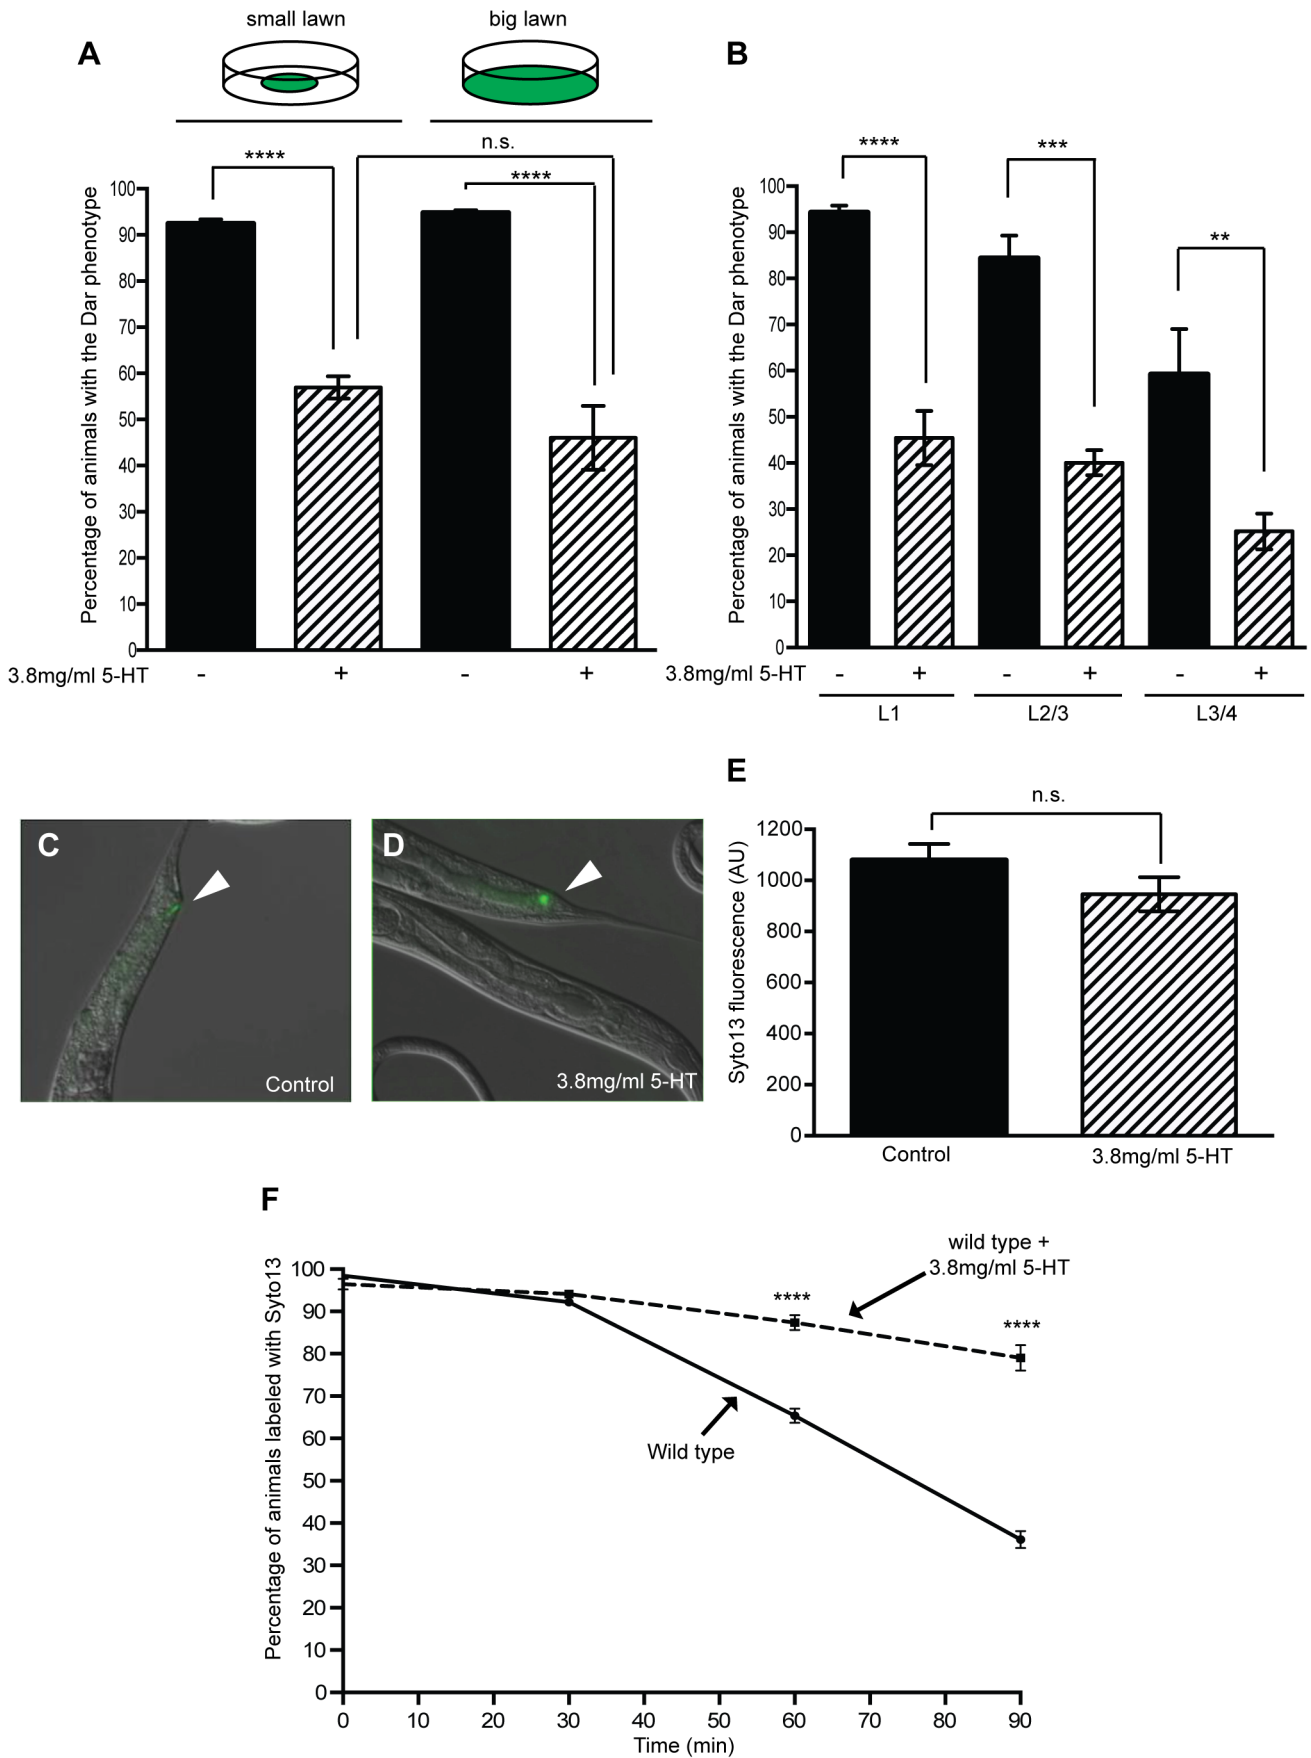 small lawn
big lawn
A
B
n.s.
****
****
Percentage of animals with the Dar phenotype
100
90
80
70
60
50
40
30
20
10
0
3.8mg/ml 5-HT
-
+
-
+
****
***
**
Percentage of animals with the Dar phenotype
100
90
80
70
60
50
40
30
20
10
0
3.8mg/ml 5-HT
-
+
-
+
-
+
L1
L2/3
L3/4
C
Control
D
3.8mg/ml 5-HT
E
n.s.
Syto13 fluorescence (AU)
1200
1000
800
600
400
200
0
Control
3.8mg/ml 5-HT
F
Percentage of animals labeled with Syto13
100
90
80
70
60
50
40
30
20
10
0
wild type +
3.8mg/ml 5-HT
****
****
Wild type
0
10
20
30
40
50
60
70
80
90
Time (min)